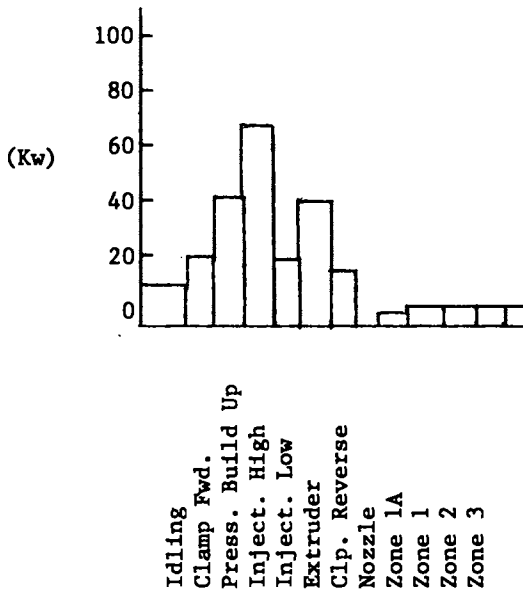 100
80
60
(Kw)
40
20
0
Idling
Clamp Fwd.
Press. Build Up
Inject. High
Inject. Low
Extruder
Clp. Reverse
Nozzle
Zone 1A
Zone 1
Zone 2
Zone 3